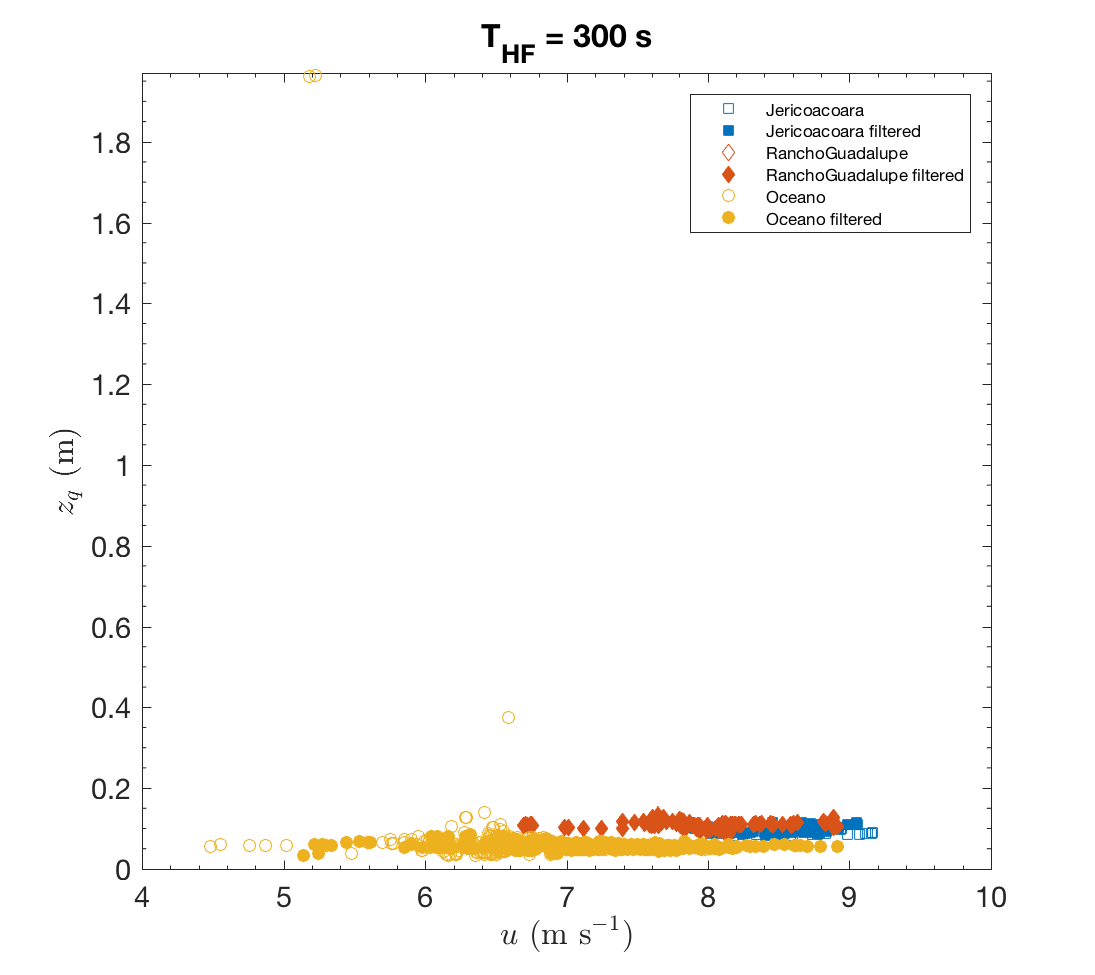 T_HF = 300 s
Jericoacoara
Jericoacoara filtered
RanchoGuadalupe
RanchoGuadalupe filtered
Oceano
Oceano filtered
1.8
1.6
1.4
1.2
1
0.8
0.6
0.4
0.2
0
z_q (m)
4 5 6 7 8 9 10
u (m s⁻¹)